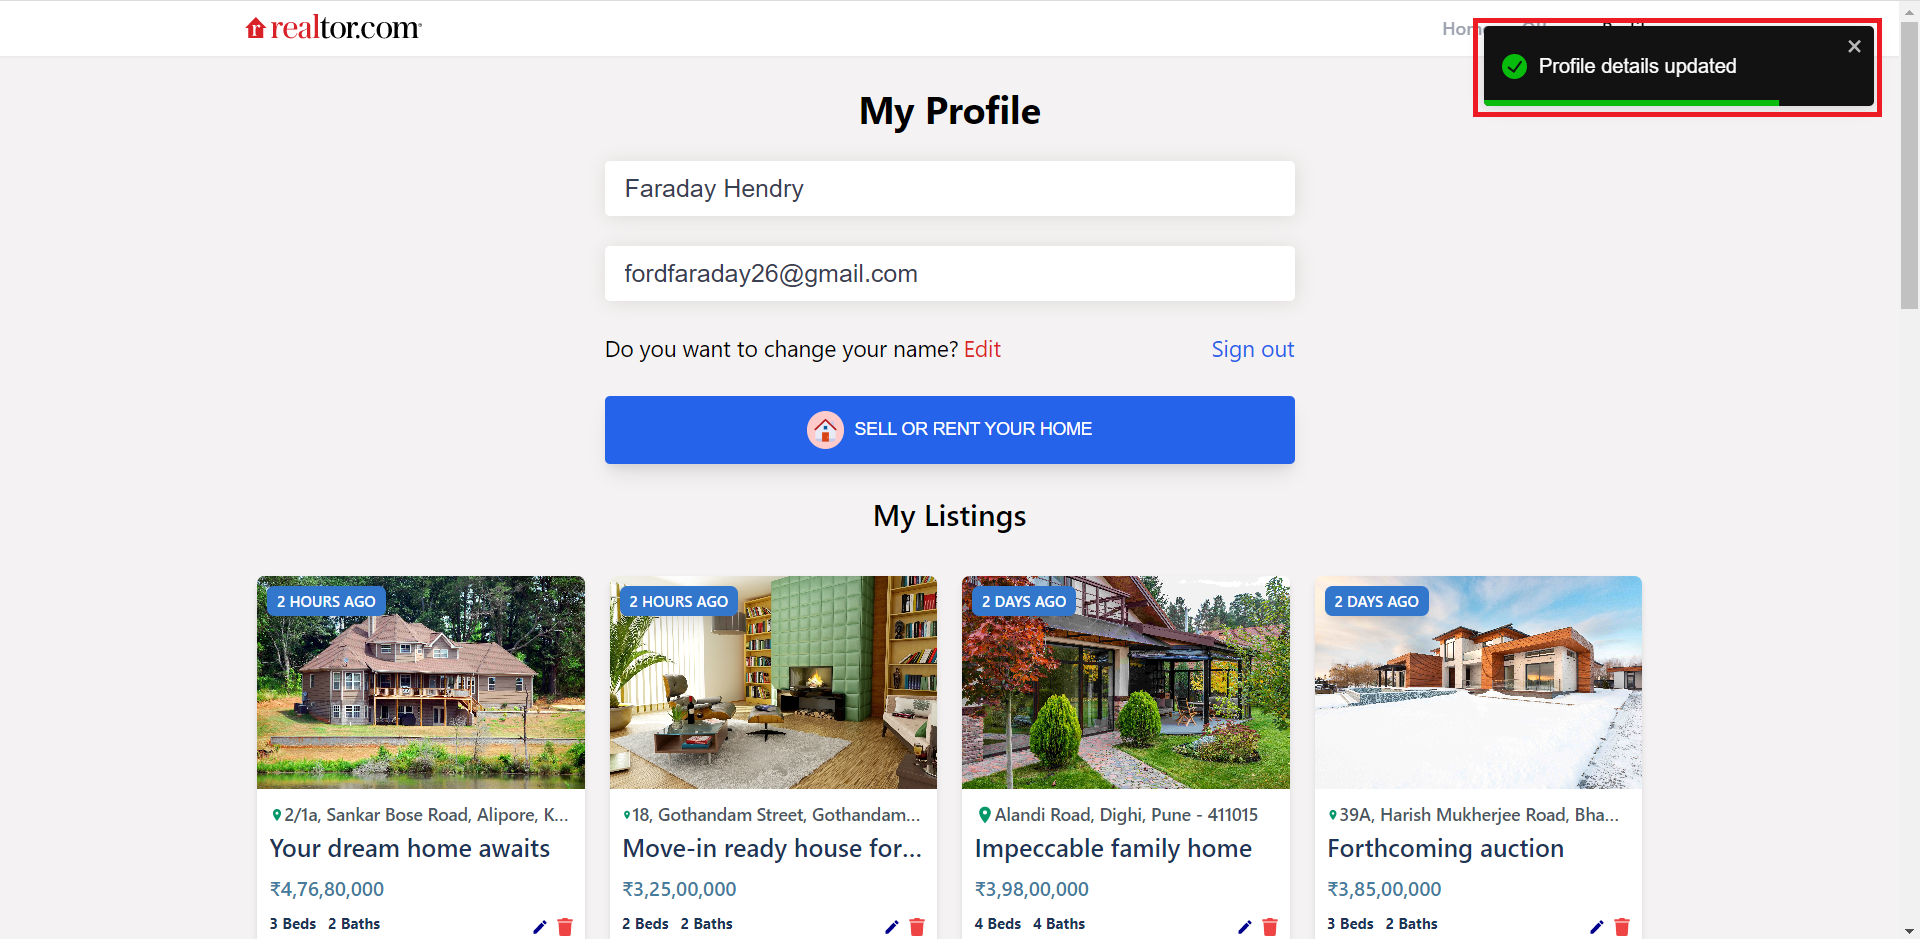 realtor.com
Home
Profile details updated
My Profile
Faraday Hendry
fordfaraday26@gmail.com
Do you want to change your name? Edit
Sign out
SELL OR RENT YOUR HOME
My Listings
2 HOURS AGO
2/1a, Sankar Bose Road, Alipore, K...
Your dream home awaits
₹4,76,80,000
3 Beds 2 Baths
2 HOURS AGO
18, Gothandam Street, Gothandam...
Move-in ready house for...
₹3,25,00,000
2 Beds 2 Baths
2 DAYS AGO
Alandi Road, Dighi, Pune - 411015
Impeccable family home
₹3,98,00,000
4 Beds 4 Baths
2 DAYS AGO
39A, Harish Mukherjee Road, Bha...
Forthcoming auction
₹3,85,00,000
3 Beds 2 Baths